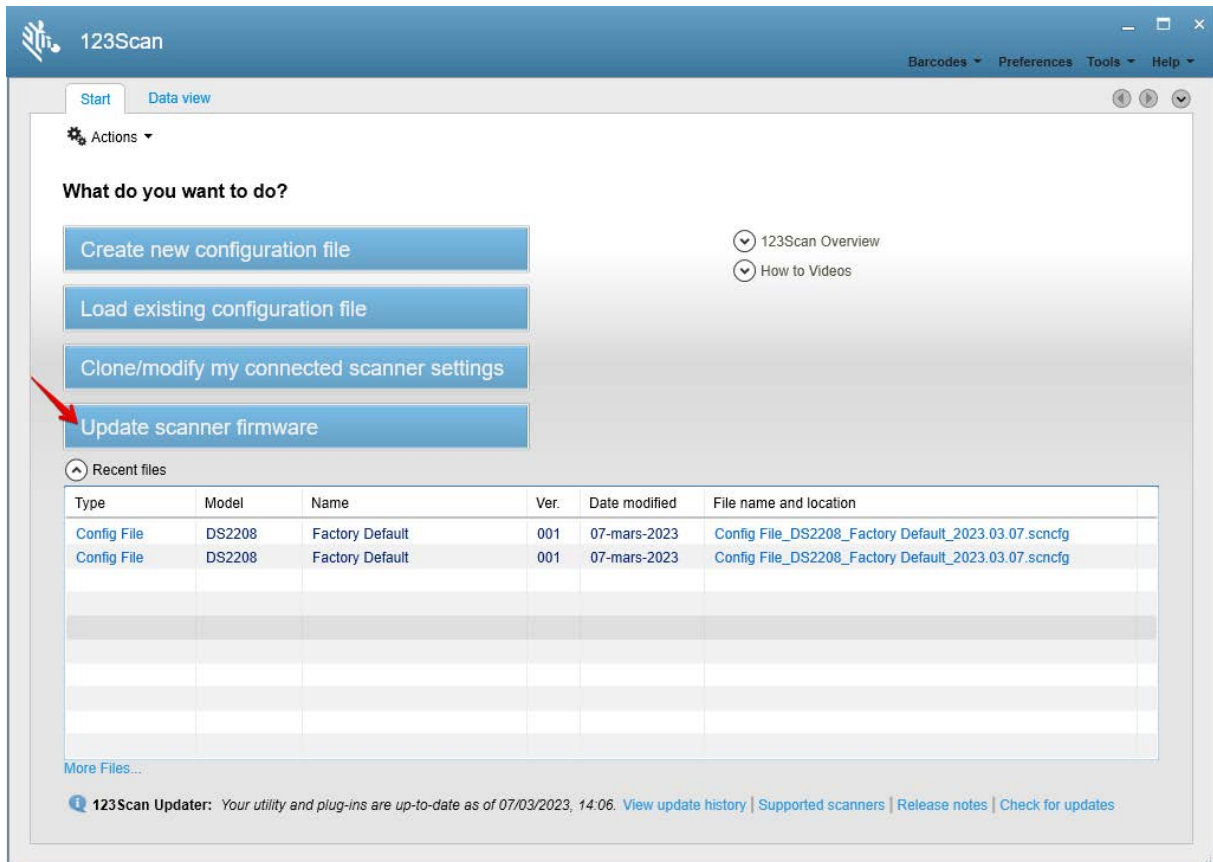 123Scan
Barcodes Preferences Tools Help
Start Data view
Actions
What do you want to do?
Create new configuration file
123Scan Overview
How to Videos
Load existing configuration file
Clone/modify my connected scanner settings
Update scanner firmware
Recent files
Type Model Name Ver. Date modified File name and location
Config File DS2208 Factory Default 001 07-mars-2023 Config File_DS2208_Factory Default_2023.03.07.scncfg
Config File DS2208 Factory Default 001 07-mars-2023 Config File_DS2208_Factory Default_2023.03.07.scncfg
More Files...
123Scan Updater: Your utility and plug-ins are up-to-date as of 07/03/2023, 14:06. View update history | Supported scanners | Release notes | Check for updates